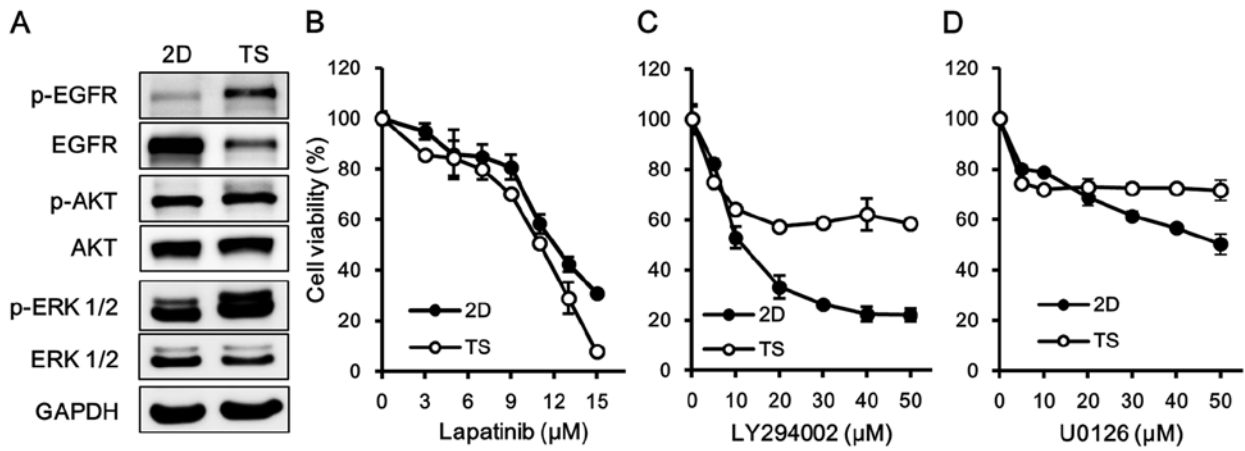 A
2D TS
p-EGFR
EGFR
p-AKT
AKT
p-ERK 1/2
ERK 1/2
GAPDH
B
Cell viability (%)
120
100
80
60
40
20
0
2D
TS
0 3 6 9 12 15
Lapatinib (µM)
C
120
100
80
60
40
20
0
2D
TS
0 10 20 30 40 50
LY294002 (µM)
D
120
100
80
60
40
20
0
2D
TS
0 10 20 30 40 50
U0126 (µM)